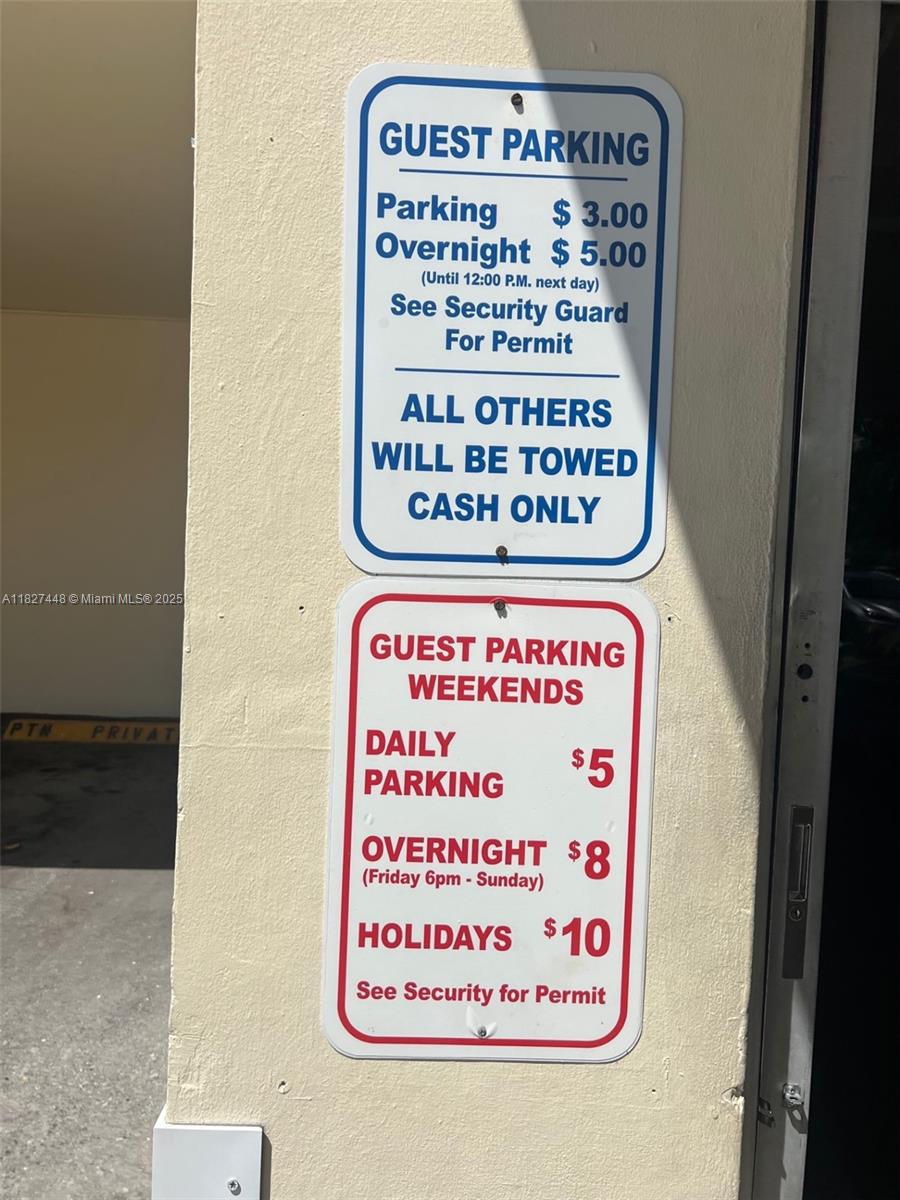 GUEST PARKING
Parking $ 3.00
Overnight $ 5.00
(Until 12:00 P.M. next day)
See Security Guard
For Permit
ALL OTHERS
WILL BE TOWED
CASH ONLY
A11827448 © Miami MLS® 2025
GUEST PARKING
WEEKENDS
DAILY
PARKING $5
OVERNIGHT $8
(Friday 6pm - Sunday)
HOLIDAYS $10
See Security for Permit
PRIVAT